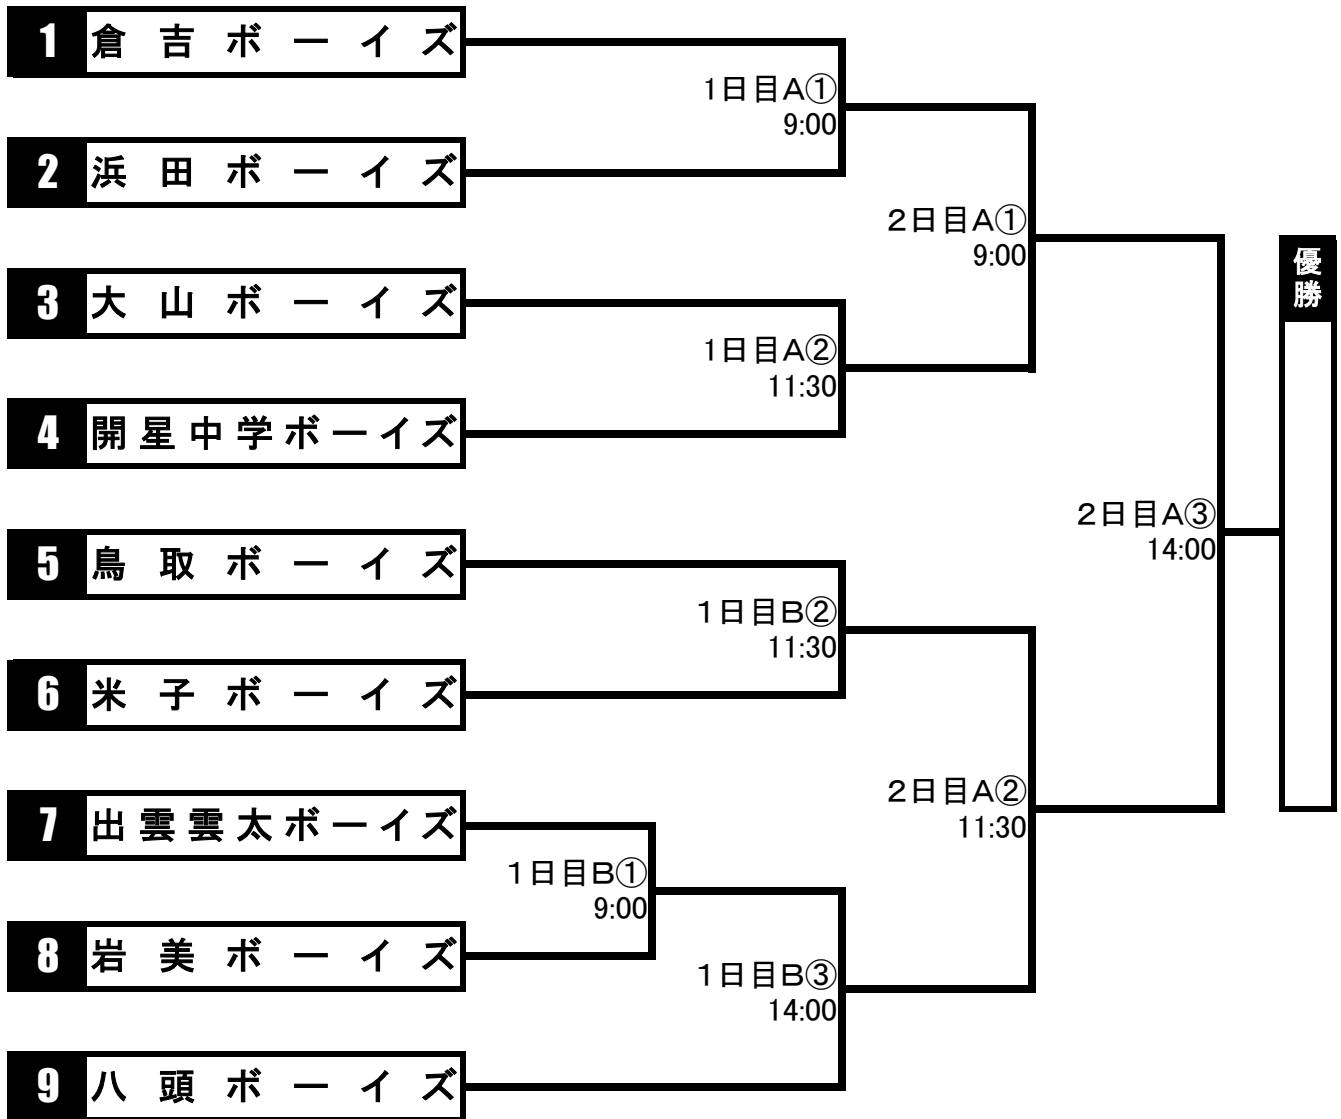 1 倉吉ボーイズ
1日目A①
9:00
2 浜田ボーイズ
2日目A①
9:00
3 大山ボーイズ
1日目A②
11:30
4 開星中学ボーイズ
2日目A③
14:00
優勝
5 鳥取ボーイズ
1日目B②
11:30
6 米子ボーイズ
2日目A②
11:30
7 出雲雲太ボーイズ
1日目B①
9:00
8 岩美ボーイズ
1日目B③
14:00
9 八頭ボーイズ